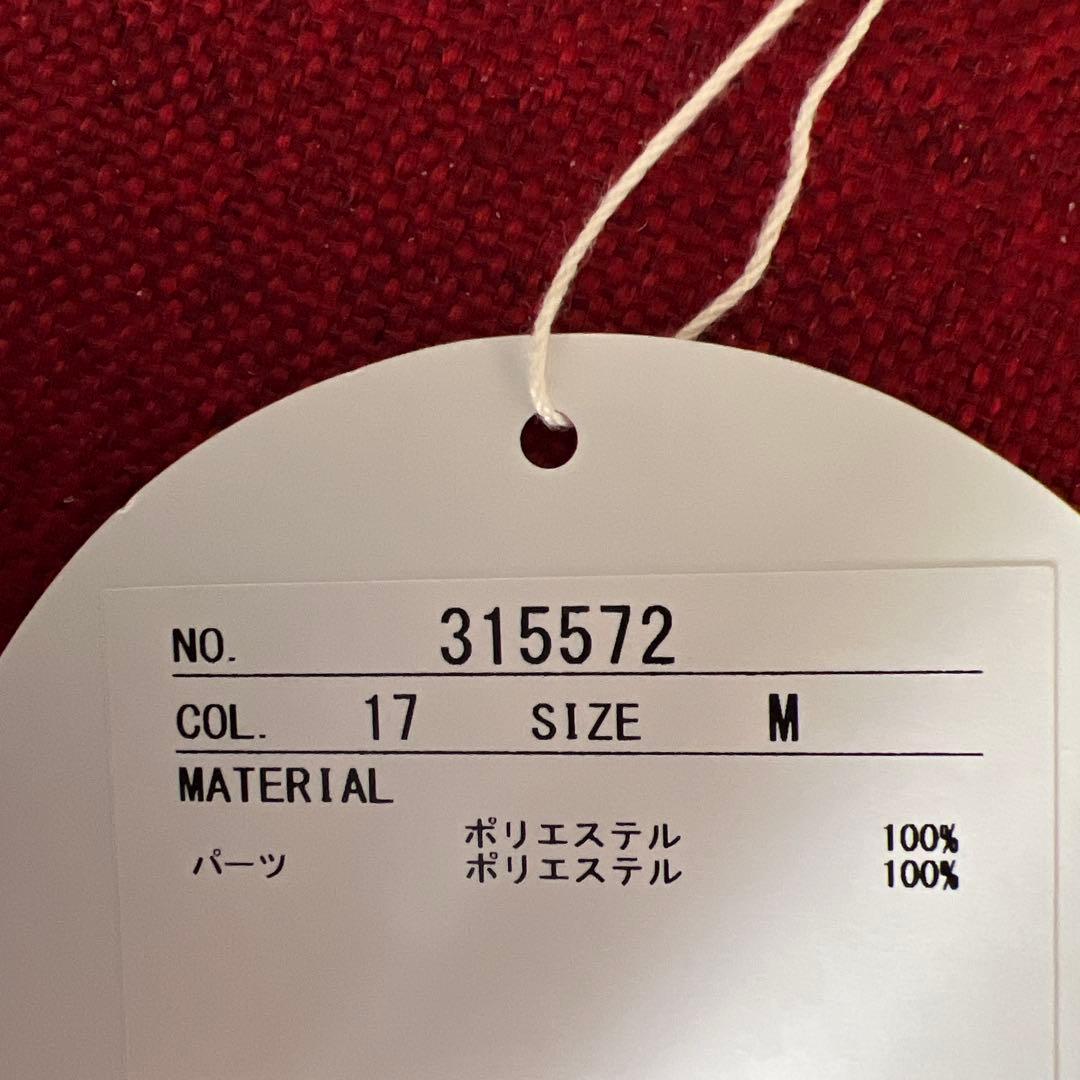 NO. 315572
COL. 17 SIZE M
MATERIAL
ポリエステル 100%
パーツ ポリエステル 100%